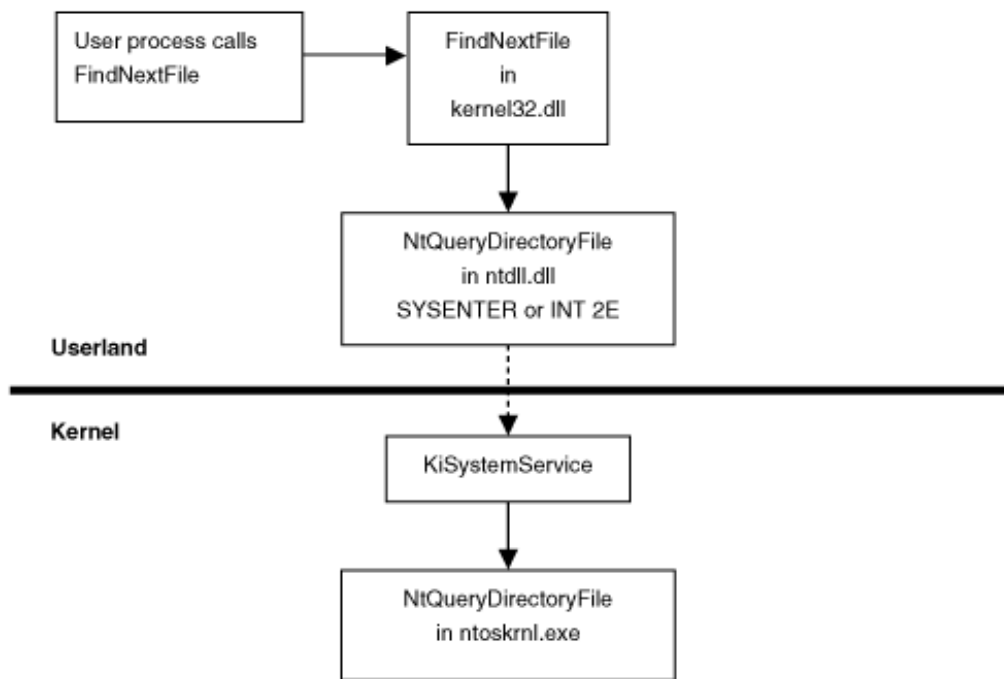 User process calls
FindNextFile
FindNextFile
in
kernel32.dll
NtQueryDirectoryFile
in ntdll.dll
SYSENTER or INT 2E
Userland
Kernel
KiSystemService
NtQueryDirectoryFile
in ntoskrnl.exe